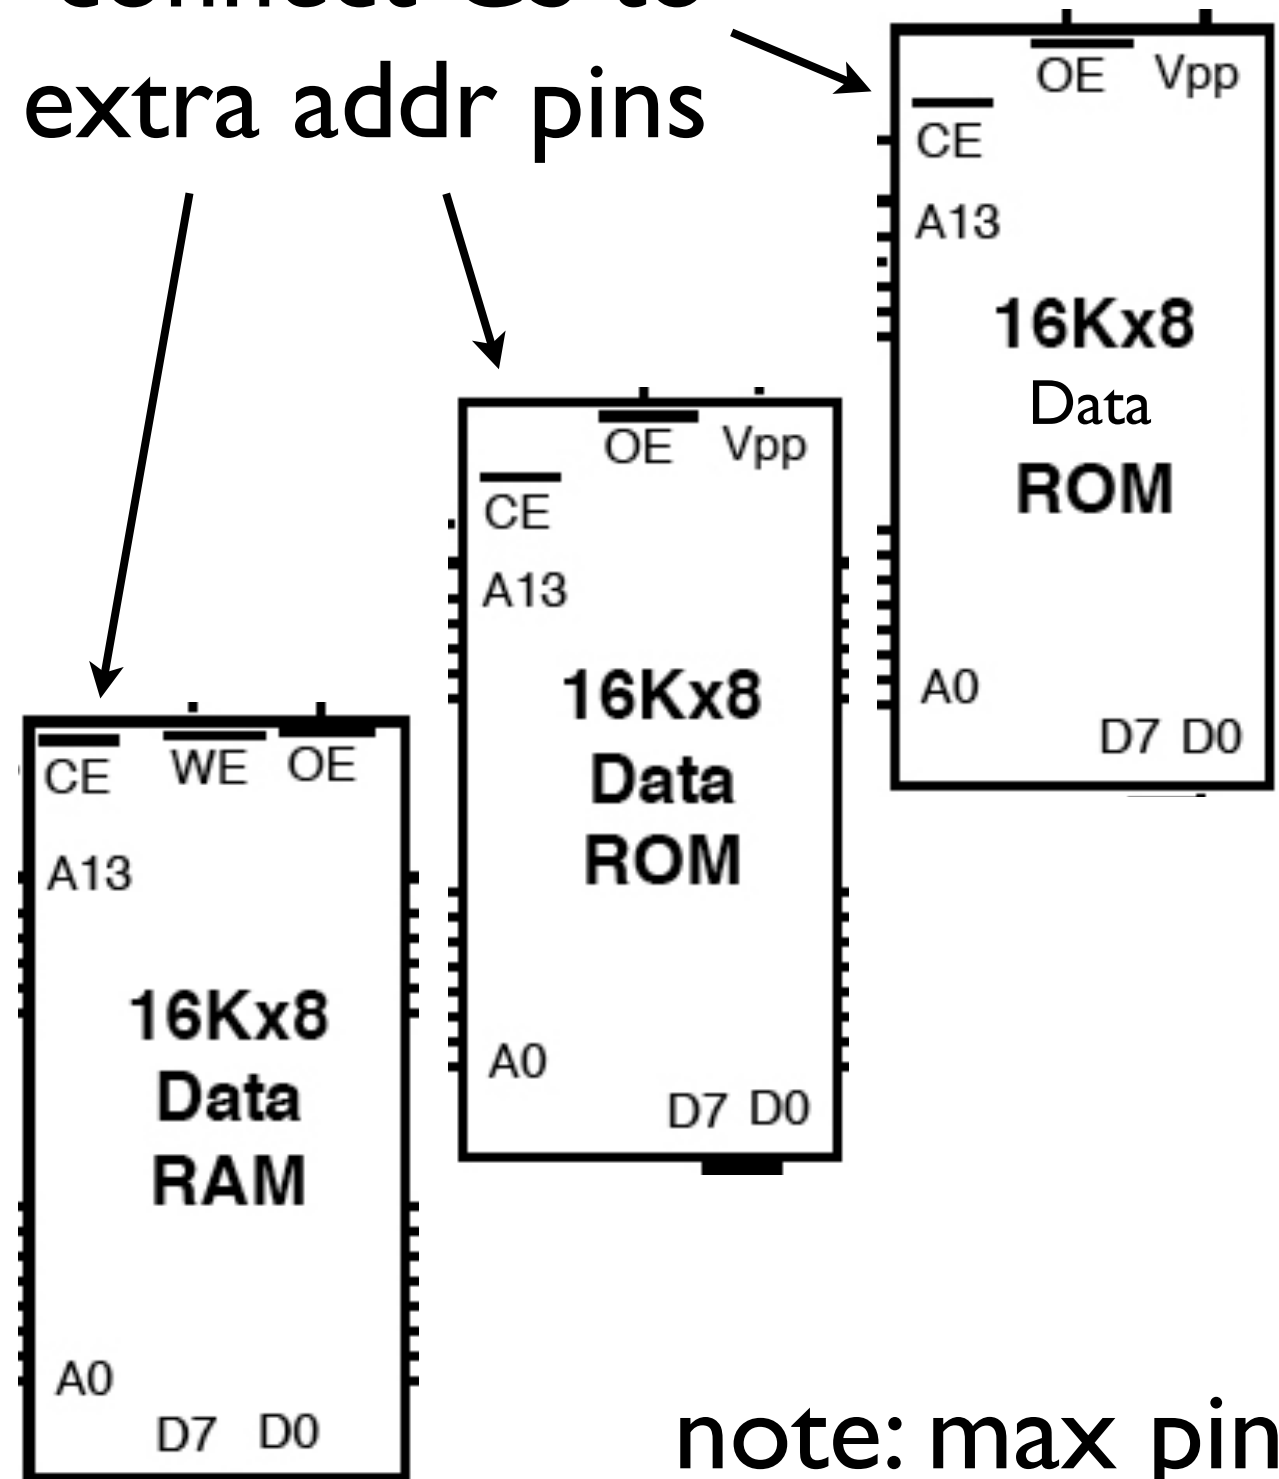 extra addr pins
OE Vpp
CE
A13
16Kx8
Data
ROM
A0
D7 D0
OE Vpp
CE
A13
16Kx8
Data
ROM
A0
D7 D0
CE WE OE
A13
16Kx8
Data
RAM
A0
D7 D0
note: max pin